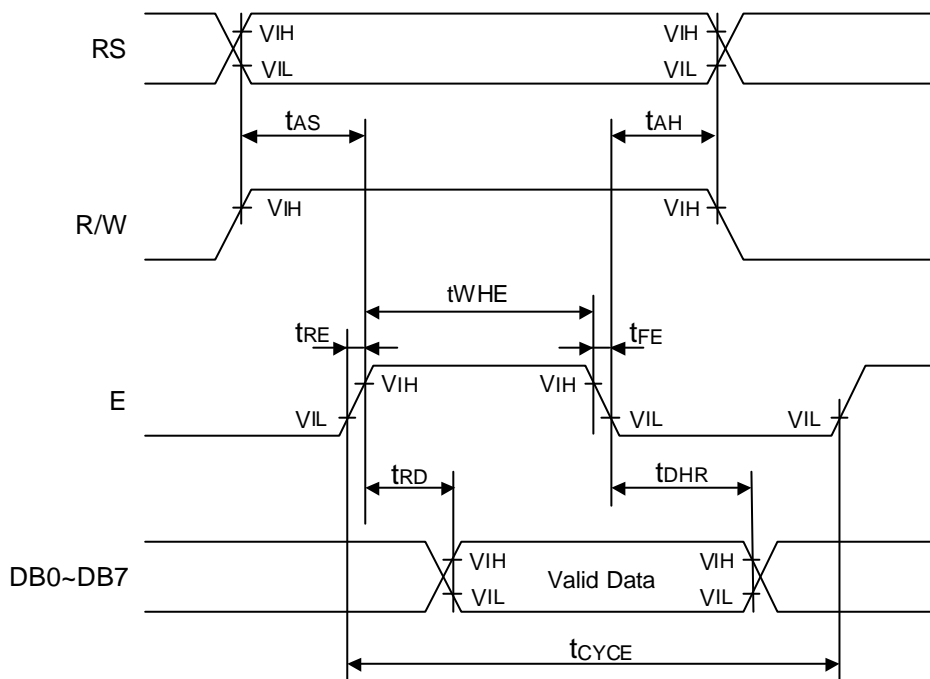 RS
VIH
VIH
VIL
VIL
tAS
tAH
R/W
VIH
VIH
tWHE
tRE
tFE
E
VIH
VIH
VIL
VIL
VIL
tRD
tDHR
DB0~DB7
VIH
VIH
Valid Data
VIL
VIL
tCYCE